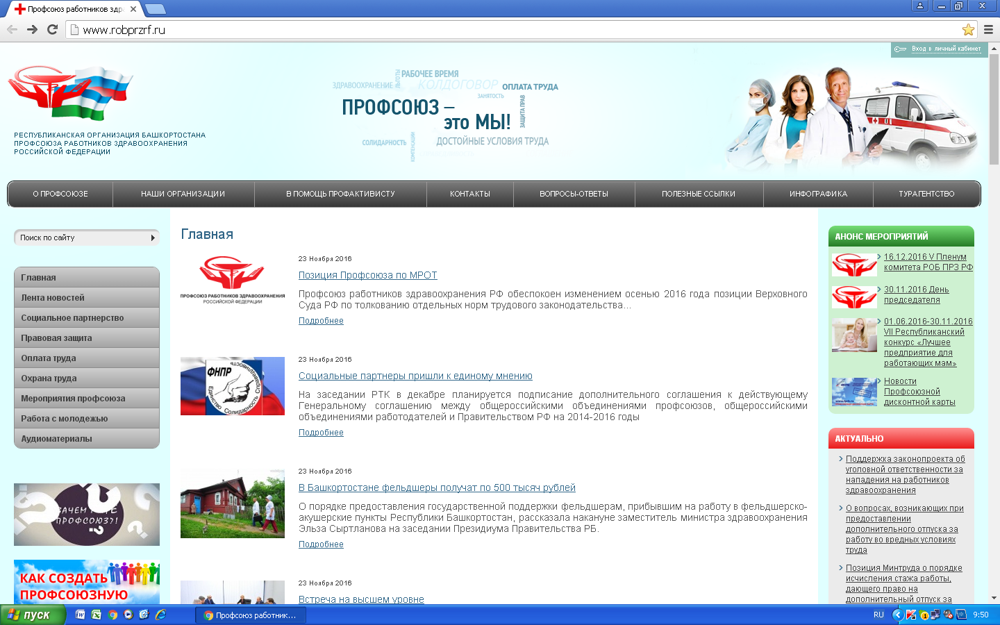 Профсоюз работников здра
www.robprzrf.ru
Вход в личный кабинет
РЕСПУБЛИКАНСКАЯ ОРГАНИЗАЦИЯ БАШКОРТОСТАНА
ПРОФСОЮЗА РАБОТНИКОВ ЗДРАВООХРАНЕНИЯ
РОССИЙСКОЙ ФЕДЕРАЦИИ
ЛЬГОТЫ
РАБОЧЕЕ ВРЕМЯ
ЗДРАВООХРАНЕНИЕ
КОЛДОГОВОР
ОПЛАТА ТРУДА
ЗАНЯТОСТЬ
ЗАЩИТА ПРАВ
ПРОФСОЮЗ –
это МЫ!
СОЛИДАРНОСТЬ
КОМПЕНСАЦИИ
ДОСТОЙНЫЕ УСЛОВИЯ ТРУДА
О ПРОФСОЮЗЕ
НАШИ ОРГАНИЗАЦИИ
В ПОМОЩЬ ПРОФАКТИВИСТУ
КОНТАКТЫ
ВОПРОСЫ-ОТВЕТЫ
ПОЛЕЗНЫЕ ССЫЛКИ
ИНФОГРАФИКА
ТУРАГЕНТСТВО
Поиск по сайту
Главная
Лента новостей
Социальное партнерство
Правовая защита
Оплата труда
Охрана труда
Мероприятия профсоюза
Работа с молодежью
Аудиоматериалы
ЗАЧЕМ
ПРОФСОЮЗ?!
КАК СОЗДАТЬ
ПРОФСОЮЗНУЮ
Главная
ПРОФСОЮЗ РАБОТНИКОВ ЗДРАВООХРАНЕНИЯ
РОССИЙСКОЙ ФЕДЕРАЦИИ
23 Ноября 2016
Позиция Профсоюза по МРОТ
Профсоюз работников здравоохранения РФ обеспокоен изменением осенью 2016 года позиции Верховного
Суда РФ по толкованию отдельных норм трудового законодательства...
Подробнее
ФНПР
Единство Солидарность Справедливость
23 Ноября 2016
Социальные партнеры пришли к единому мнению
На заседании РТК в декабре планируется подписание дополнительного соглашения к действующему
Генеральному соглашению между общероссийскими объединениями профсоюзов, общероссийскими
объединениями работодателей и Правительством РФ на 2014-2016 годы
Подробнее
23 Ноября 2016
В Башкортостане фельдшеры получат по 500 тысяч рублей
О порядке предоставления государственной поддержки фельдшерам, прибывшим на работу в фельдшерско-
акушерские пункты Республики Башкортостан, рассказала накануне заместитель министра здравоохранения
Эльза Сыртланова на заседании Президиума Правительства РБ.
Подробнее
23 Ноября 2016
Встреча на высшем уровне
АНОНС МЕРОПРИЯТИЙ
16.12.2016 V Пленум
комитета РОБ ПРЗ РФ
30.11.2016 День
председателя
01.06.2016-30.11.2016
VII Республиканский
конкурс «Лучшее
предприятие для
работающих мам»
Новости
Профсоюзной
дисконтной карты
АКТУАЛЬНО
Поддержка законопроекта об
уголовной ответственности за
нападения на работников
здравоохранения
О вопросах, возникающих при
предоставлении
дополнительного отпуска за
работу во вредных условиях
труда
Позиция Минтруда о порядке
исчисления стажа работы,
дающего право на
дополнительный отпуск за
пуск
Профсоюз работник...
RU
9:50